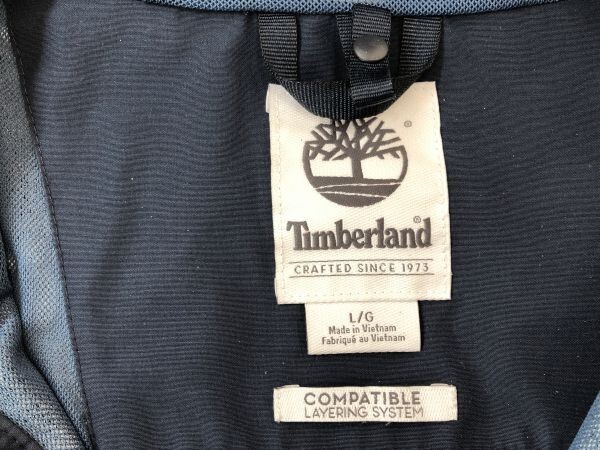 ®
Timberland®
CRAFTED SINCE 1973
L/G
Made in Vietnam
Fabriqué au Vietnam
COMPATIBLE
LAYERING SYSTEM